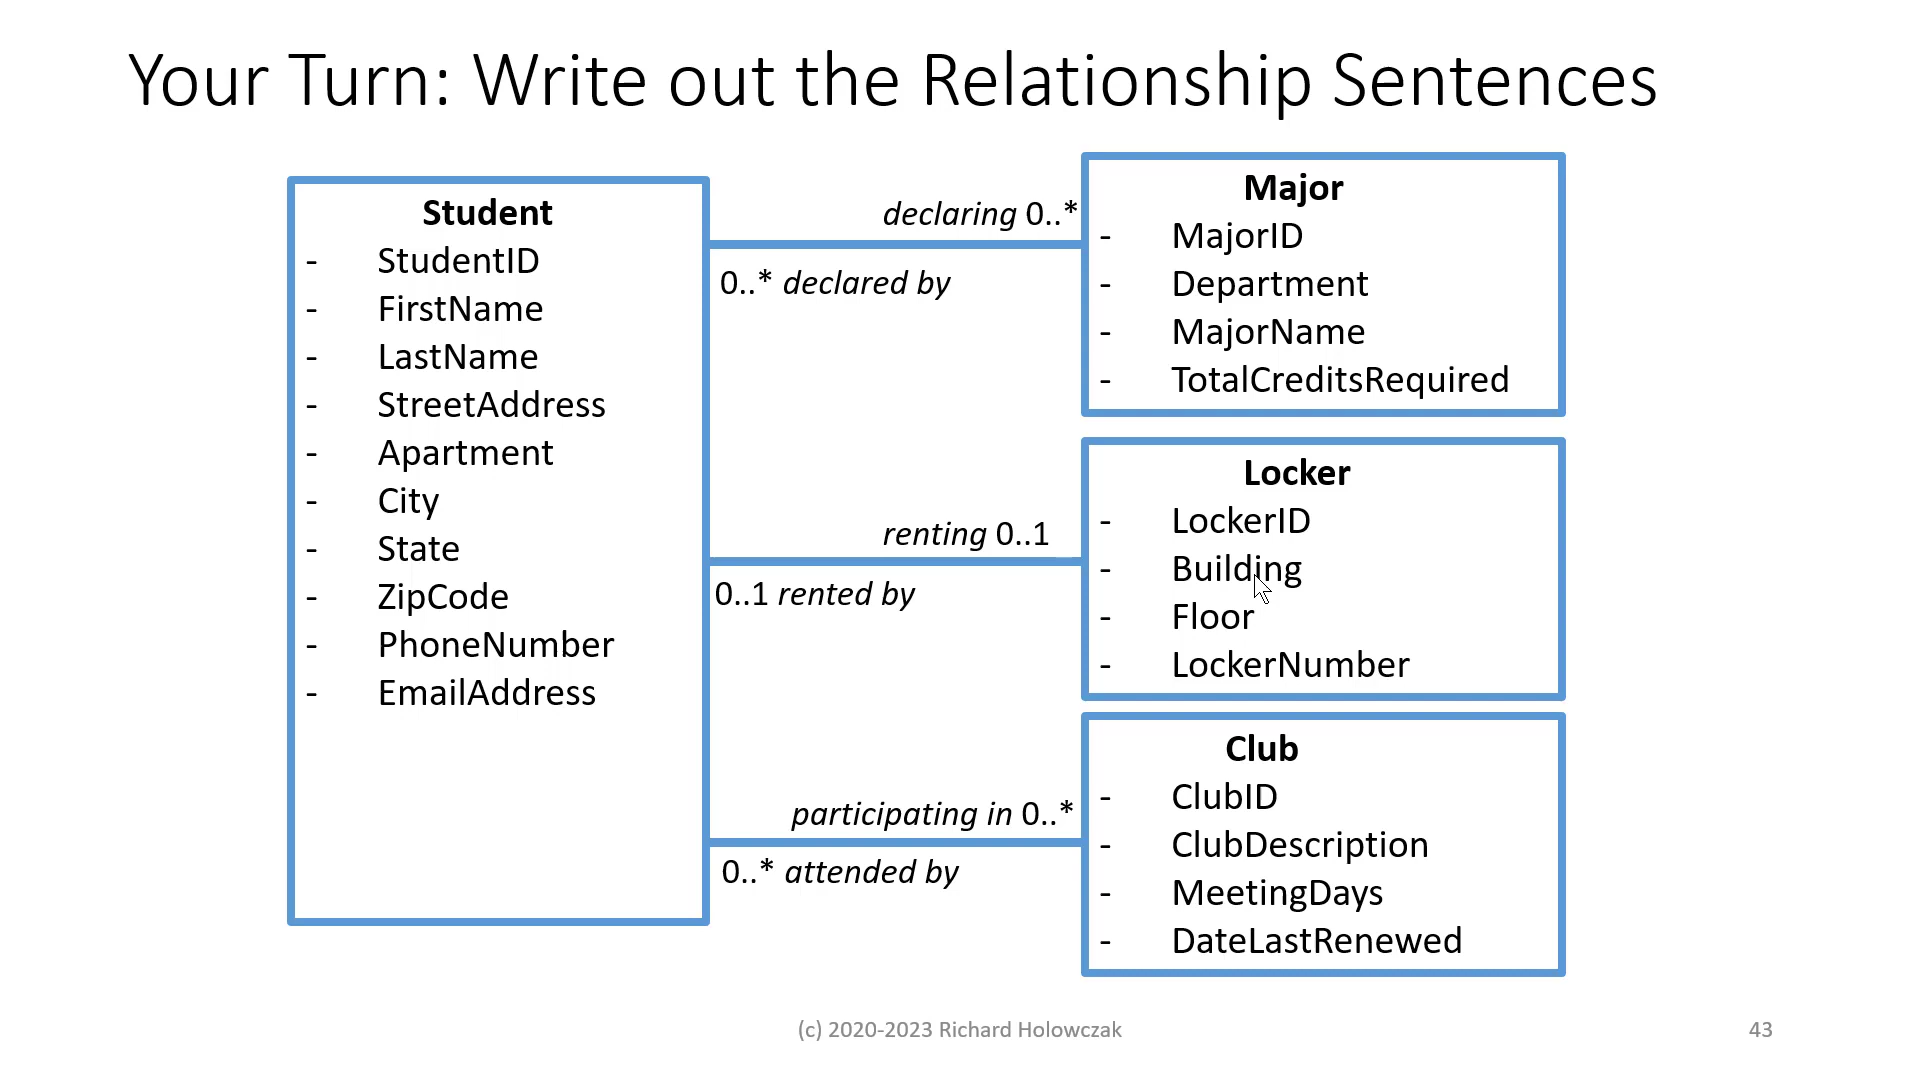 Your Turn: Write out the Relationship Sentences
Student
- StudentID
- FirstName
- LastName
- StreetAddress
- Apartment
- City
- State
- ZipCode
- PhoneNumber
- EmailAddress
declaring 0..*
0..* declared by
renting 0..1
0..1 rented by
participating in 0..*
0..* attended by
Major
- MajorID
- Department
- MajorName
- TotalCreditsRequired
Locker
- LockerID
- Building
- Floor
- LockerNumber
Club
- ClubID
- ClubDescription
- MeetingDays
- DateLastRenewed
(c) 2020-2023 Richard Holowczak
43